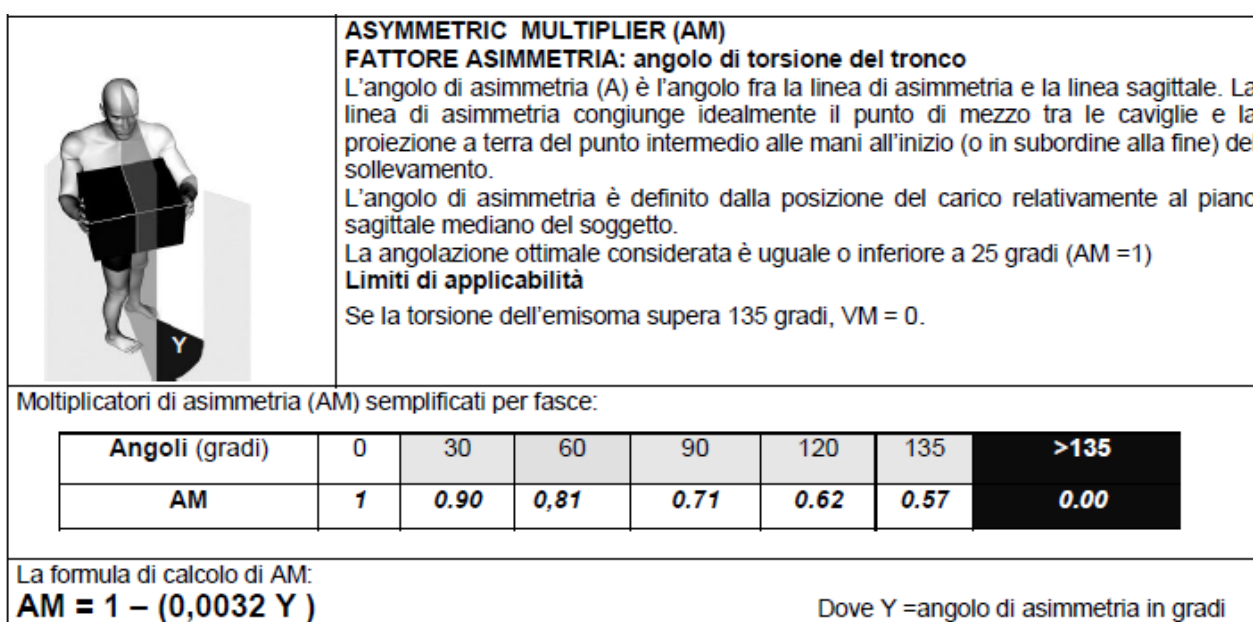 ASYMMETRIC MULTIPLIER (AM)
FATTORE ASIMMETRIA: angolo di torsione del tronco
L'angolo di asimmetria (A) è l'angolo fra la linea di asimmetria e la linea sagittale. La
linea di asimmetria congiunge idealmente il punto di mezzo tra le caviglie e la
proiezione a terra del punto intermedio alle mani all'inizio (o in subordine alla fine) del
sollevamento.
L'angolo di asimmetria è definito dalla posizione del carico relativamente al piano
sagittale mediano del soggetto.
La angolazione ottimale considerata è uguale o inferiore a 25 gradi (AM =1)
Limiti di applicabilità
Se la torsione dell'emisoma supera 135 gradi, VM = 0.
Y
Moltiplicatori di asimmetria (AM) semplificati per fasce:
Angoli (gradi) 0 30 60 90 120 135 >135
AM 1 0.90 0,81 0.71 0.62 0.57 0.00
La formula di calcolo di AM:
AM = 1 – (0,0032 Y ) Dove Y =angolo di asimmetria in gradi